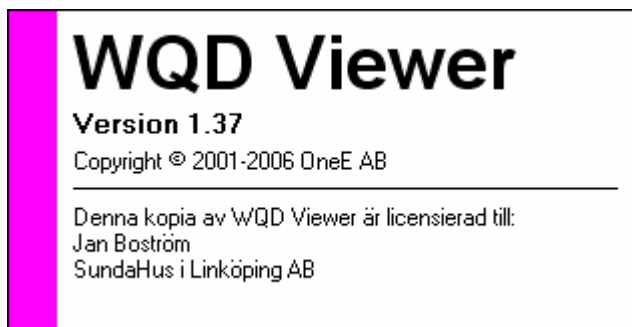 WQD Viewer
Version 1.37
Copyright © 2001-2006 OneE AB
Denna kopia av WQD Viewer är licensierad till:
Jan Boström
SundaHus i Linköping AB